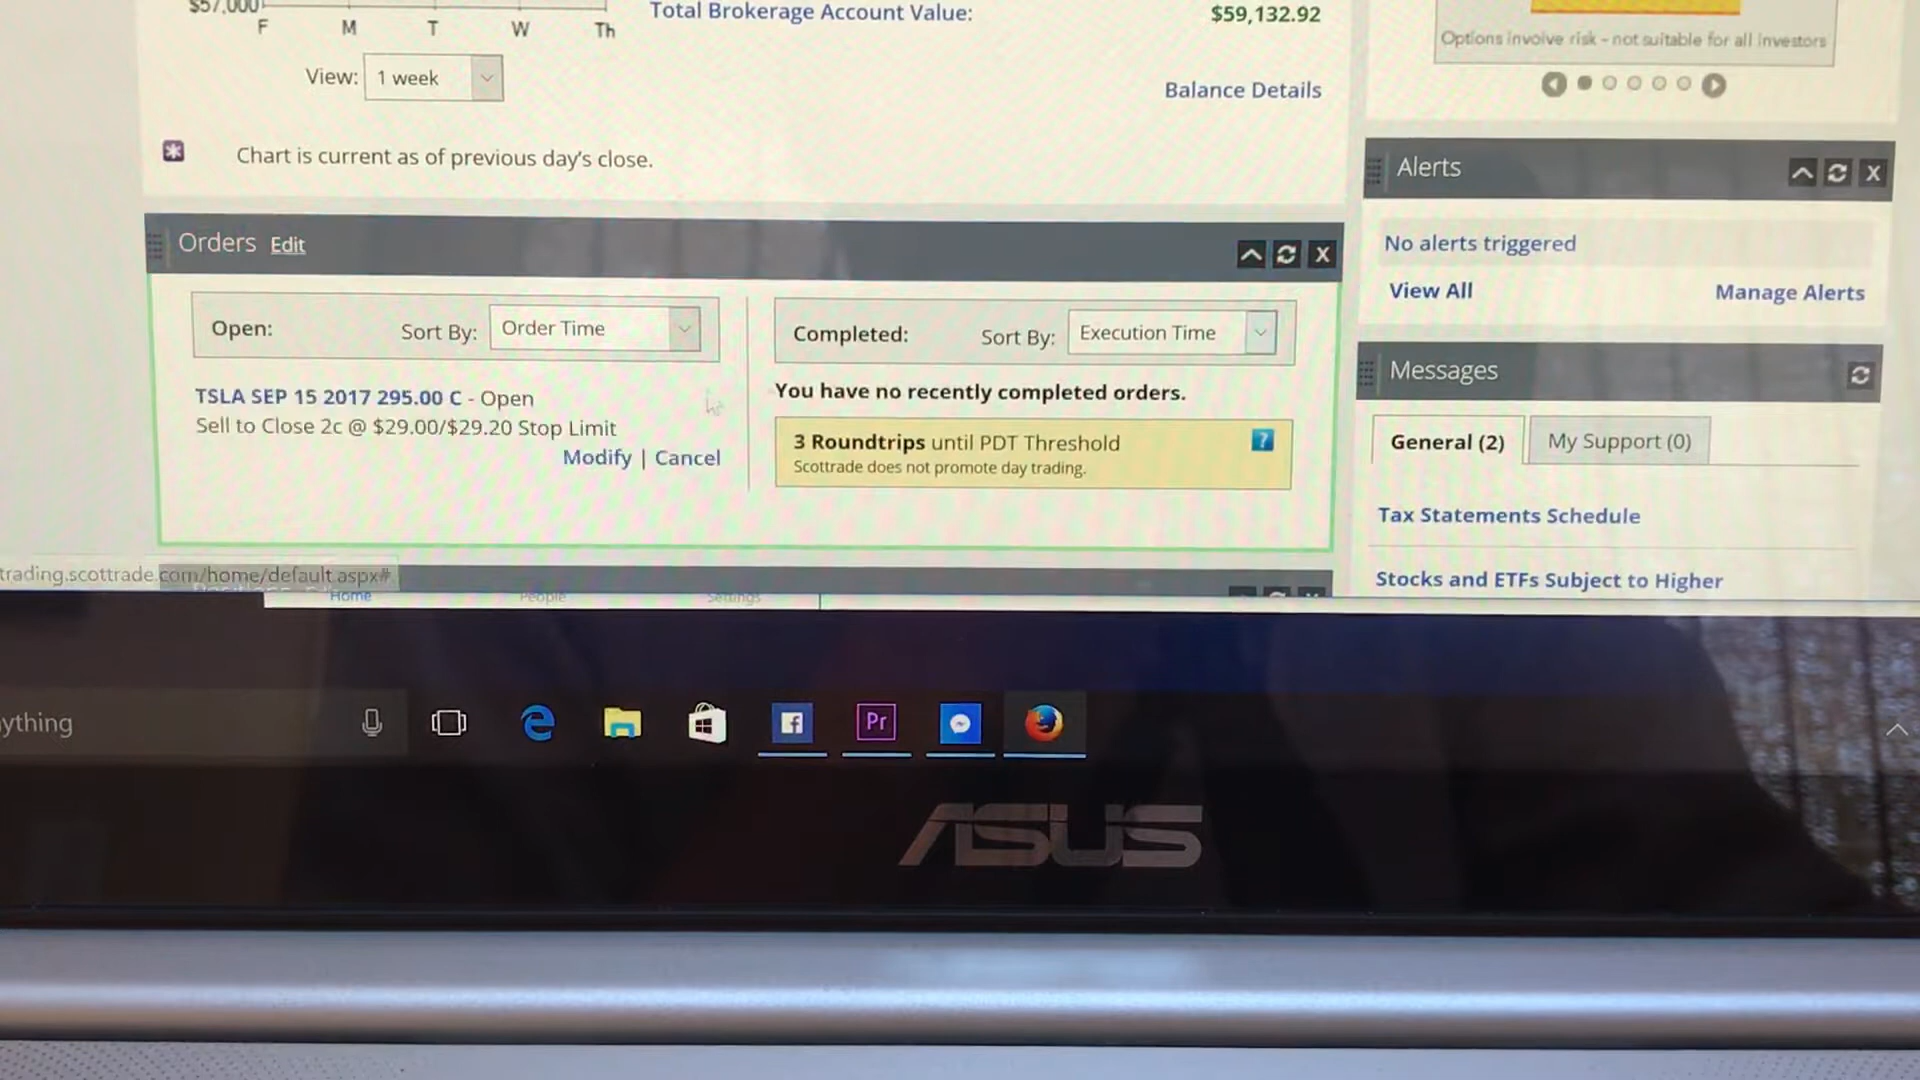 $57,000
F M T W Th
Total Brokerage Account Value: $59,132.92
View: 1 week
Balance Details
Chart is current as of previous day's close.
Options involve risk - not suitable for all investors
Orders Edit
Open: Sort By: Order Time
TSLA SEP 15 2017 295.00 C - Open
Sell to Close 2c @ $29.00/$29.20 Stop Limit
Modify | Cancel
Completed: Sort By: Execution Time
You have no recently completed orders.
3 Roundtrips until PDT Threshold
?
Scottrade does not promote day trading.
Alerts
X
X
No alerts triggered
View All Manage Alerts
Messages
General (2) My Support (0)
Tax Statements Schedule
Stocks and ETFs Subject to Higher
trading.scottrade.com/home/default.aspx#
Home People Settings
ything
Pr
ASUS